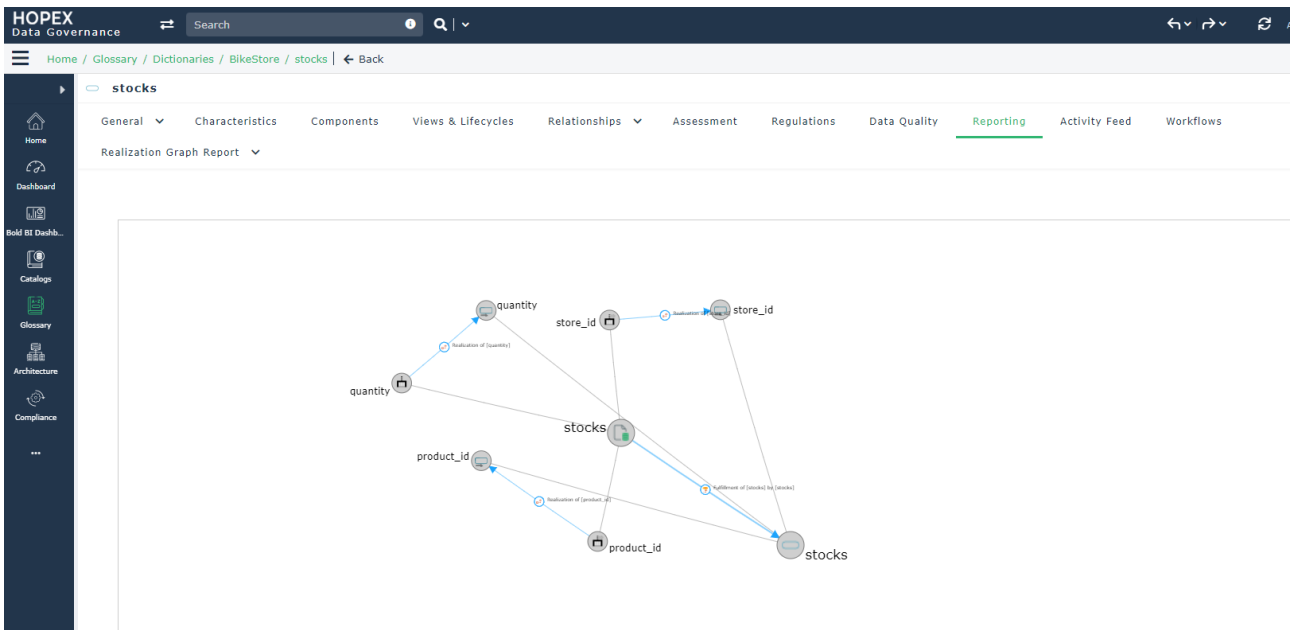 HOPEX
Data Governance
Search
Home / Glossary / Dictionaries / BikeStore / stocks | ← Back
stocks
General Characteristics Components Views & Lifecycles Relationships Assessment Regulations Data Quality Reporting Activity Feed Workflows
Realization Graph Report
Home
Dashboard
Bold BI Dashb...
Catalogs
Glossary
Architecture
Compliance
...
quantity
store_id
store_id
Realization of [quantity]
quantity
stocks
product_id
Fulfillment of [stocks] by [stocks]
Realization of [product_id]
product_id
stocks